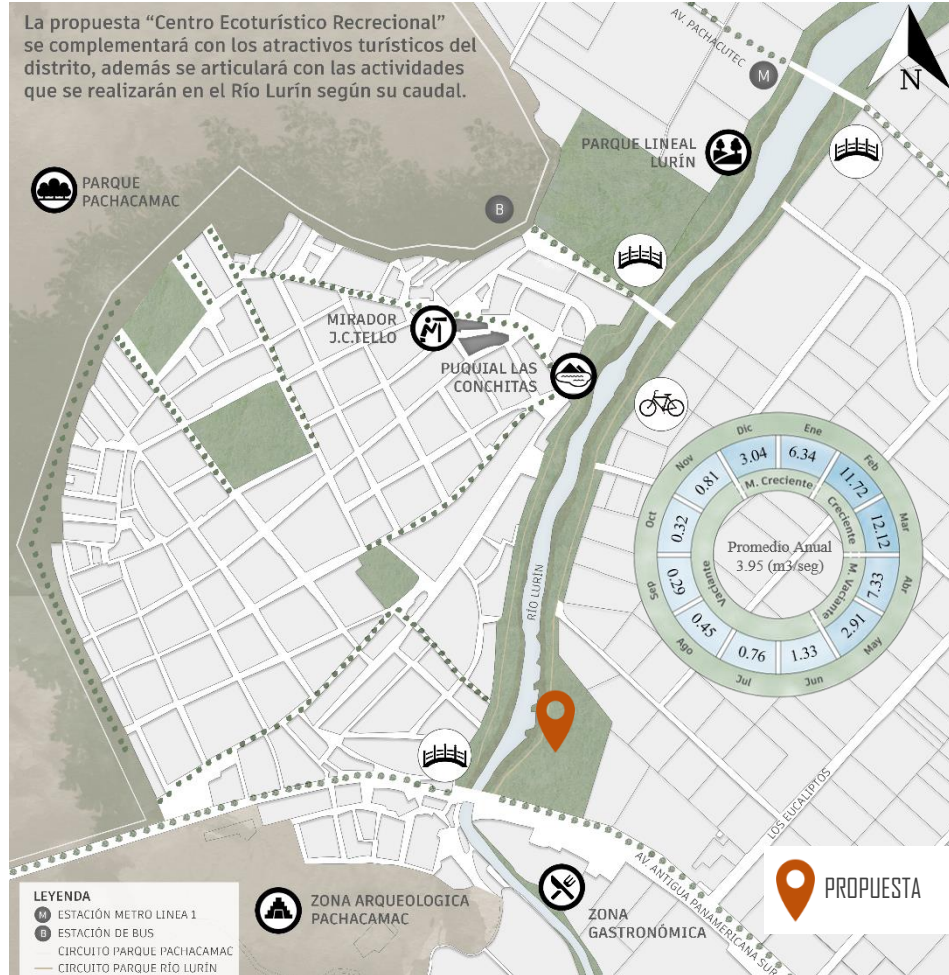 La propuesta “Centro Ecoturístico Recrecional”
se complementará con los atractivos turísticos del
distrito, además se articulará con las actividades
que se realizarán en el Río Lurín según su caudal.
AV. PACHACUTEC
M
N
PARQUE LINEAL
LURÍN
PARQUE
PACHACAMAC
B
MIRADOR
J.C.TELLO
PUQUIAL LAS
CONCHITAS
Dic
Ene
Feb
Mar
Abr
May
Jun
Jul
Ago
Sep
Oct
Nov
3.04
6.34
11.72
12.12
7.33
2.91
1.33
0.76
0.45
0.29
0.32
0.81
M. Creciente
Creciente
M. Vaciante
Vaciante
Promedio Anual
3.95 (m3/seg)
RÍO LURÍN
LOS EUCALIPTOS
AV. ANTIGUA PANAMERICANA SUR
PROPUESTA
ZONA
GASTRONÓMICA
ZONA ARQUEOLOGICA
PACHACAMAC
LEYENDA
M ESTACIÓN METRO LINEA 1
B ESTACIÓN DE BUS
CIRCUITO PARQUE PACHACAMAC
CIRCUITO PARQUE RÍO LURÍN